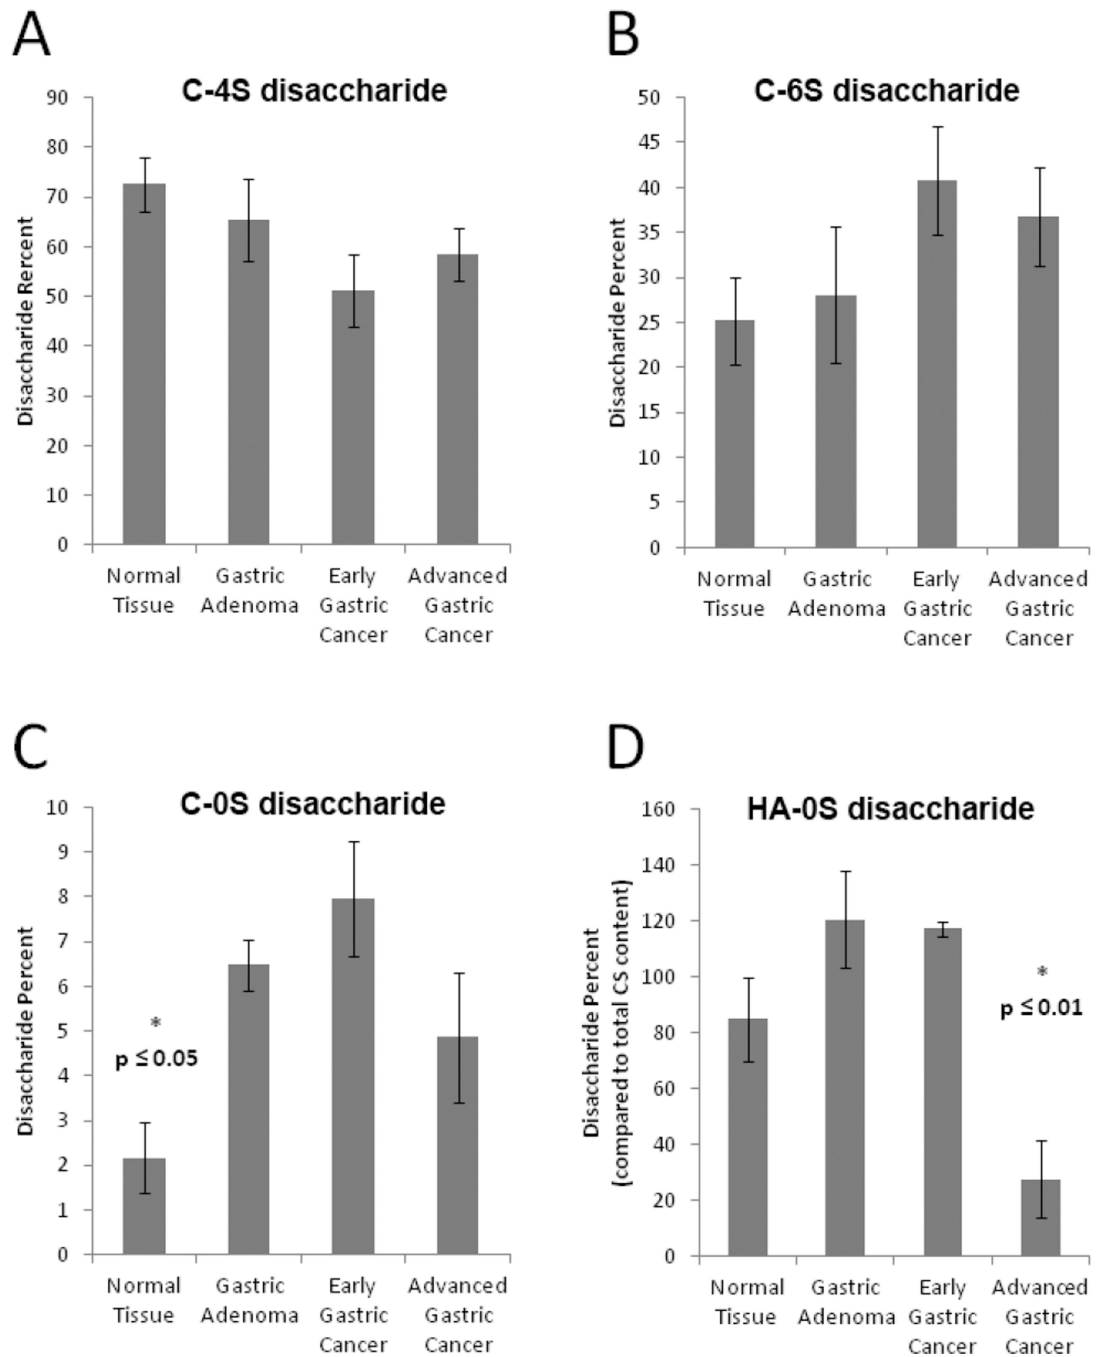 A
C-4S disaccharide
Disaccharide Rercent
90
80
70
60
50
40
30
20
10
0
Normal Tissue
Gastric Adenoma
Early Gastric Cancer
Advanced Gastric Cancer
B
C-6S disaccharide
Disaccharide Percent
50
45
40
35
30
25
20
15
10
5
0
Normal Tissue
Gastric Adenoma
Early Gastric Cancer
Advanced Gastric Cancer
C
C-0S disaccharide
Disaccharide Percent
10
9
8
7
6
5
4
3
2
1
0
*
p ≤ 0.05
Normal Tissue
Gastric Adenoma
Early Gastric Cancer
Advanced Gastric Cancer
D
HA-0S disaccharide
Disaccharide Percent
(compared to total CS content)
160
140
120
100
80
60
40
20
0
*
p ≤ 0.01
Normal Tissue
Gastric Adenoma
Early Gastric Cancer
Advanced Gastric Cancer